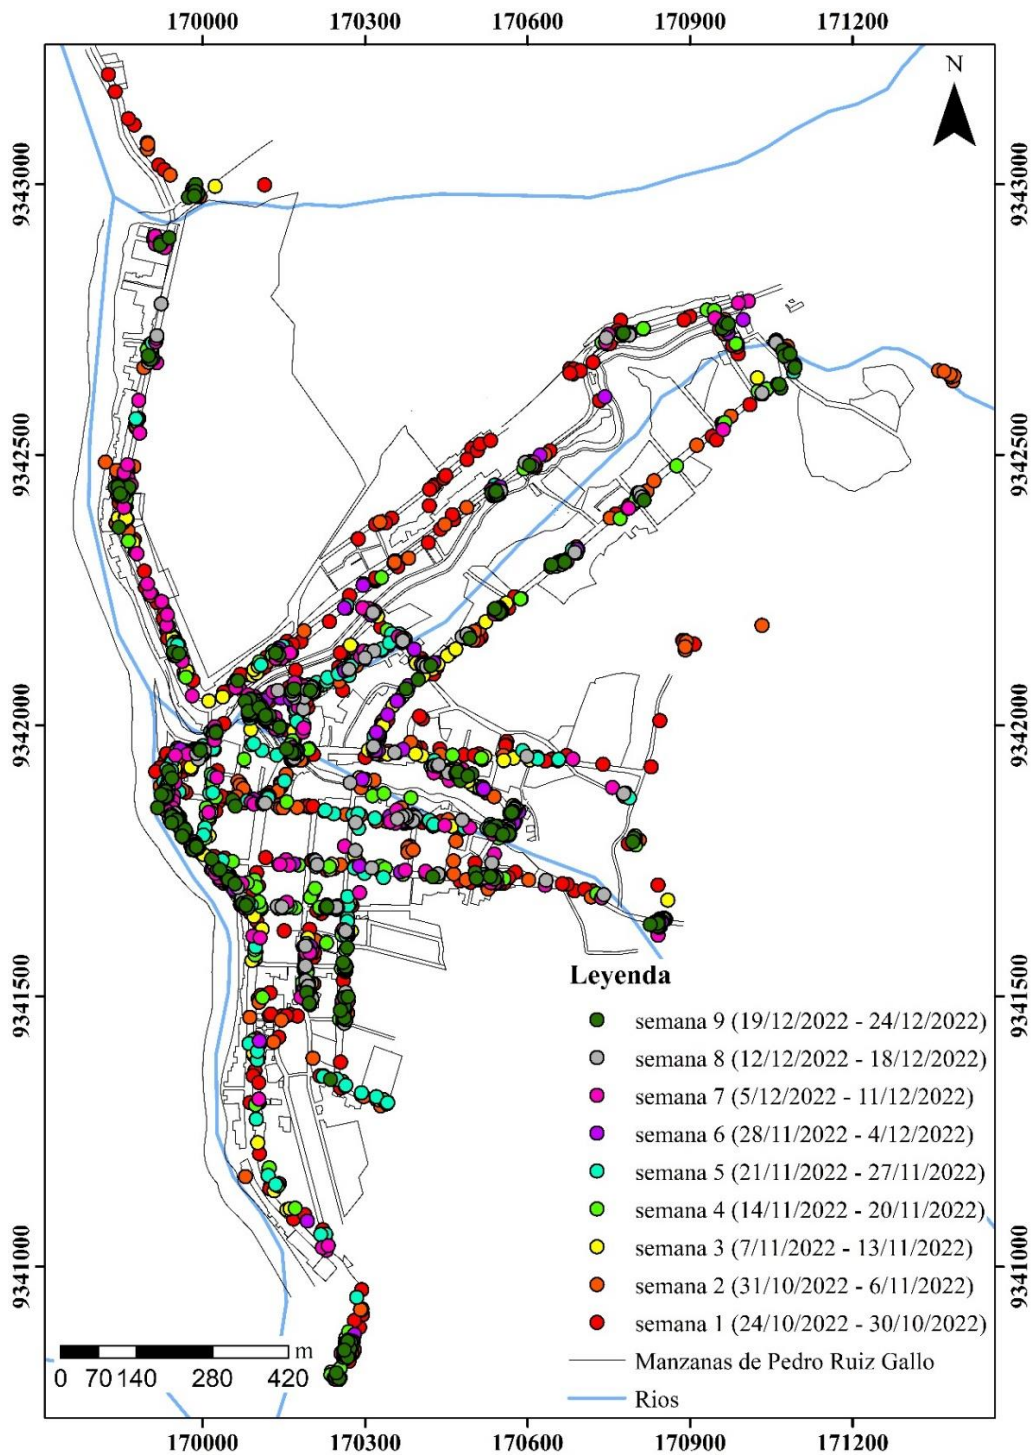 170000 170300 170600 170900 171200
N
9343000 9343000
9342500 9342500
9342000 9342000
9341500 9341500
9341000 9341000
Leyenda
semana 9 (19/12/2022 - 24/12/2022)
semana 8 (12/12/2022 - 18/12/2022)
semana 7 (5/12/2022 - 11/12/2022)
semana 6 (28/11/2022 - 4/12/2022)
semana 5 (21/11/2022 - 27/11/2022)
semana 4 (14/11/2022 - 20/11/2022)
semana 3 (7/11/2022 - 13/11/2022)
semana 2 (31/10/2022 - 6/11/2022)
semana 1 (24/10/2022 - 30/10/2022)
Manzanas de Pedro Ruiz Gallo
Rios
m
0 70 140 280 420
170000 170300 170600 170900 171200